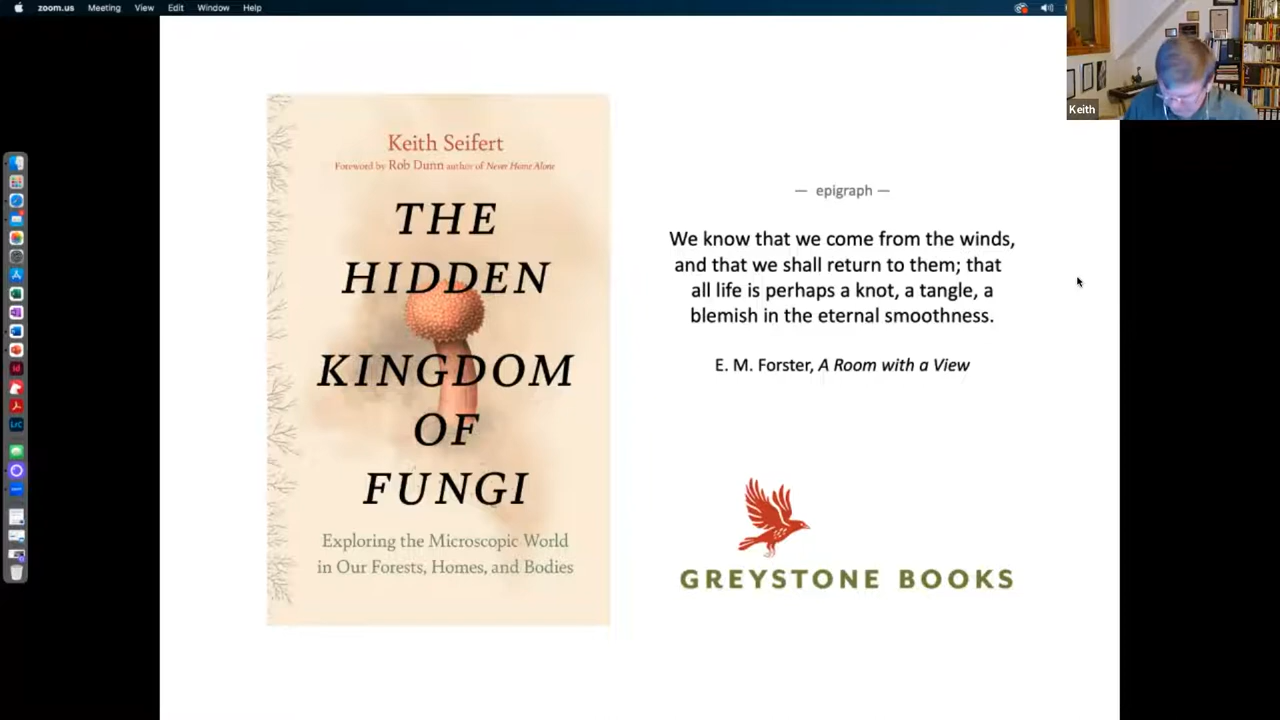 zoom.us Meeting View Edit Window Help
Keith
Keith Seifert
Foreword by Rob Dunn author of Never Home Alone
THE
HIDDEN
KINGDOM
OF
FUNGI
Exploring the Microscopic World
in Our Forests, Homes, and Bodies
— epigraph —
We know that we come from the winds,
and that we shall return to them; that
all life is perhaps a knot, a tangle, a
blemish in the eternal smoothness.
E. M. Forster, A Room with a View
GREYSTONE BOOKS
Id
LrC